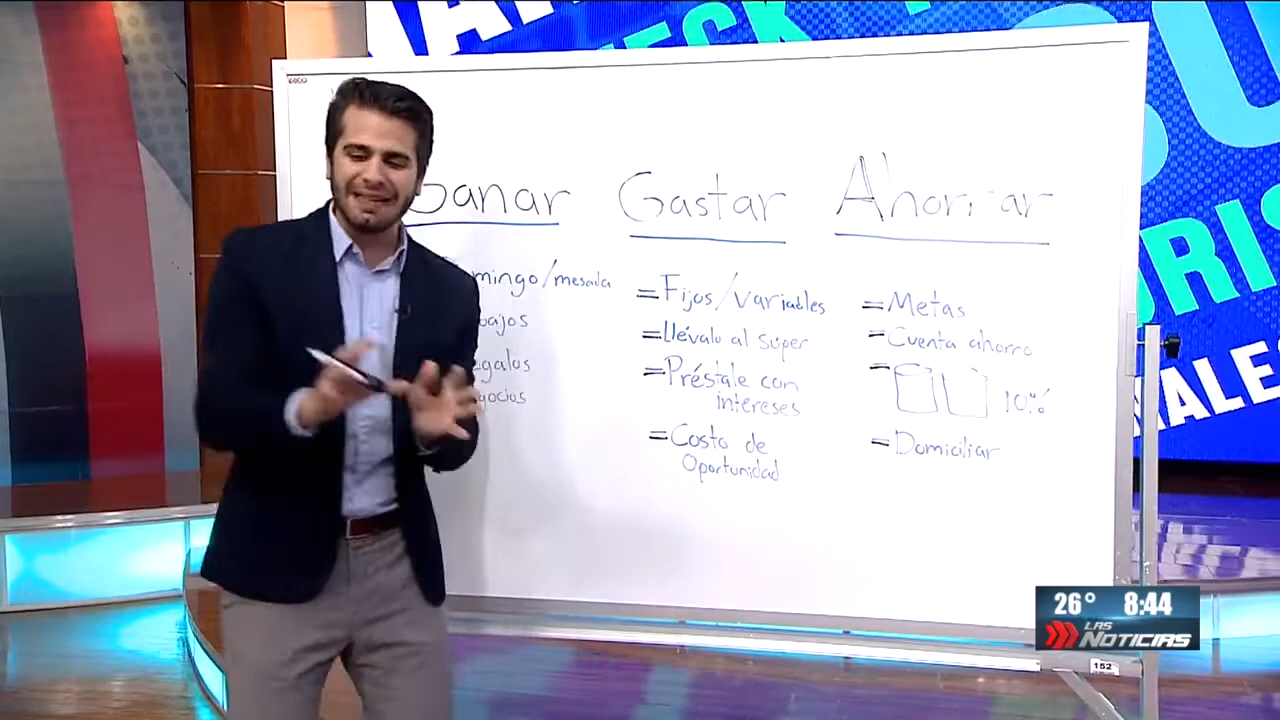 Ganar
mingo/mesada
bajos
egalos
gocios
Gastar
=Fijos/variables
=Llévalo al súper
=Préstale con
intereses
=Costo de
Oportunidad
Ahorrar
=Metas
=Cuenta ahorro
= 10%
=Domiciliar
26° 8:44
LAS
NOTICIAS
152